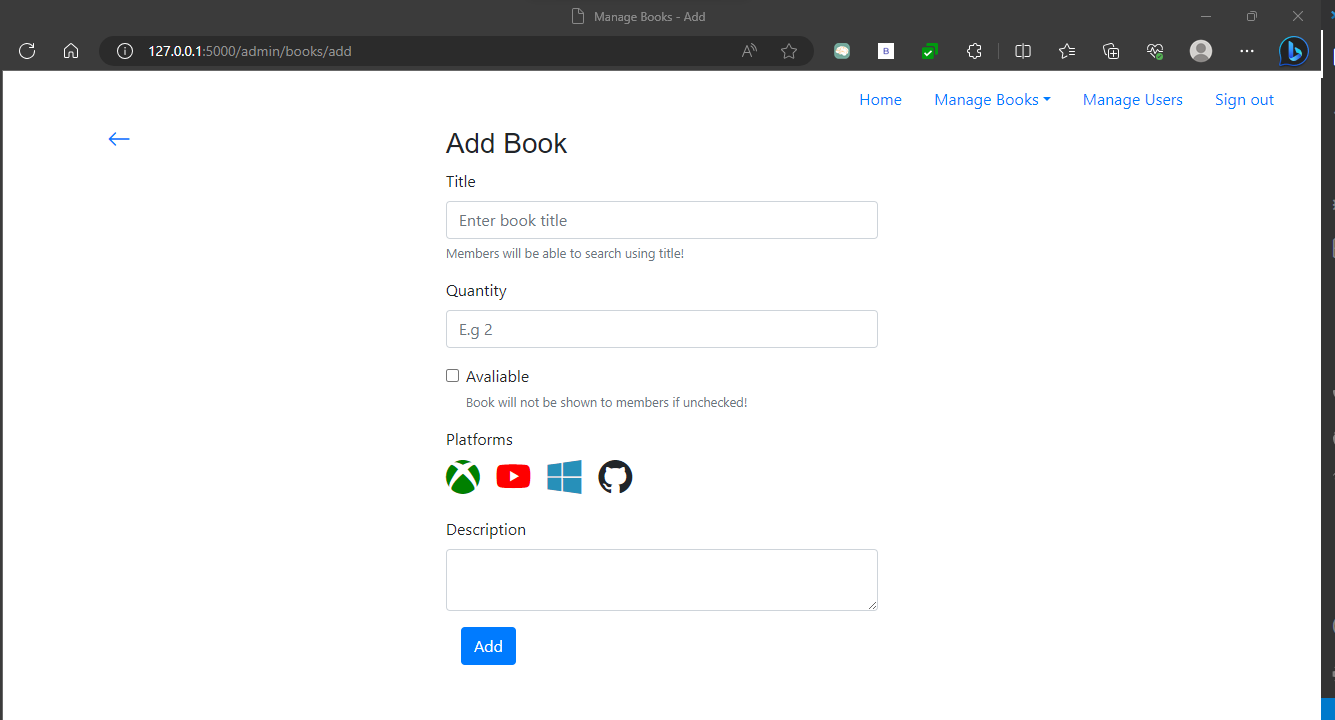 Manage Books - Add
127.0.0.1:5000/admin/books/add
Home Manage Books Manage Users Sign out
Add Book
Title
Enter book title
Members will be able to search using title!
Quantity
E.g 2
Avaliable
Book will not be shown to members if unchecked!
Platforms
Description
Add